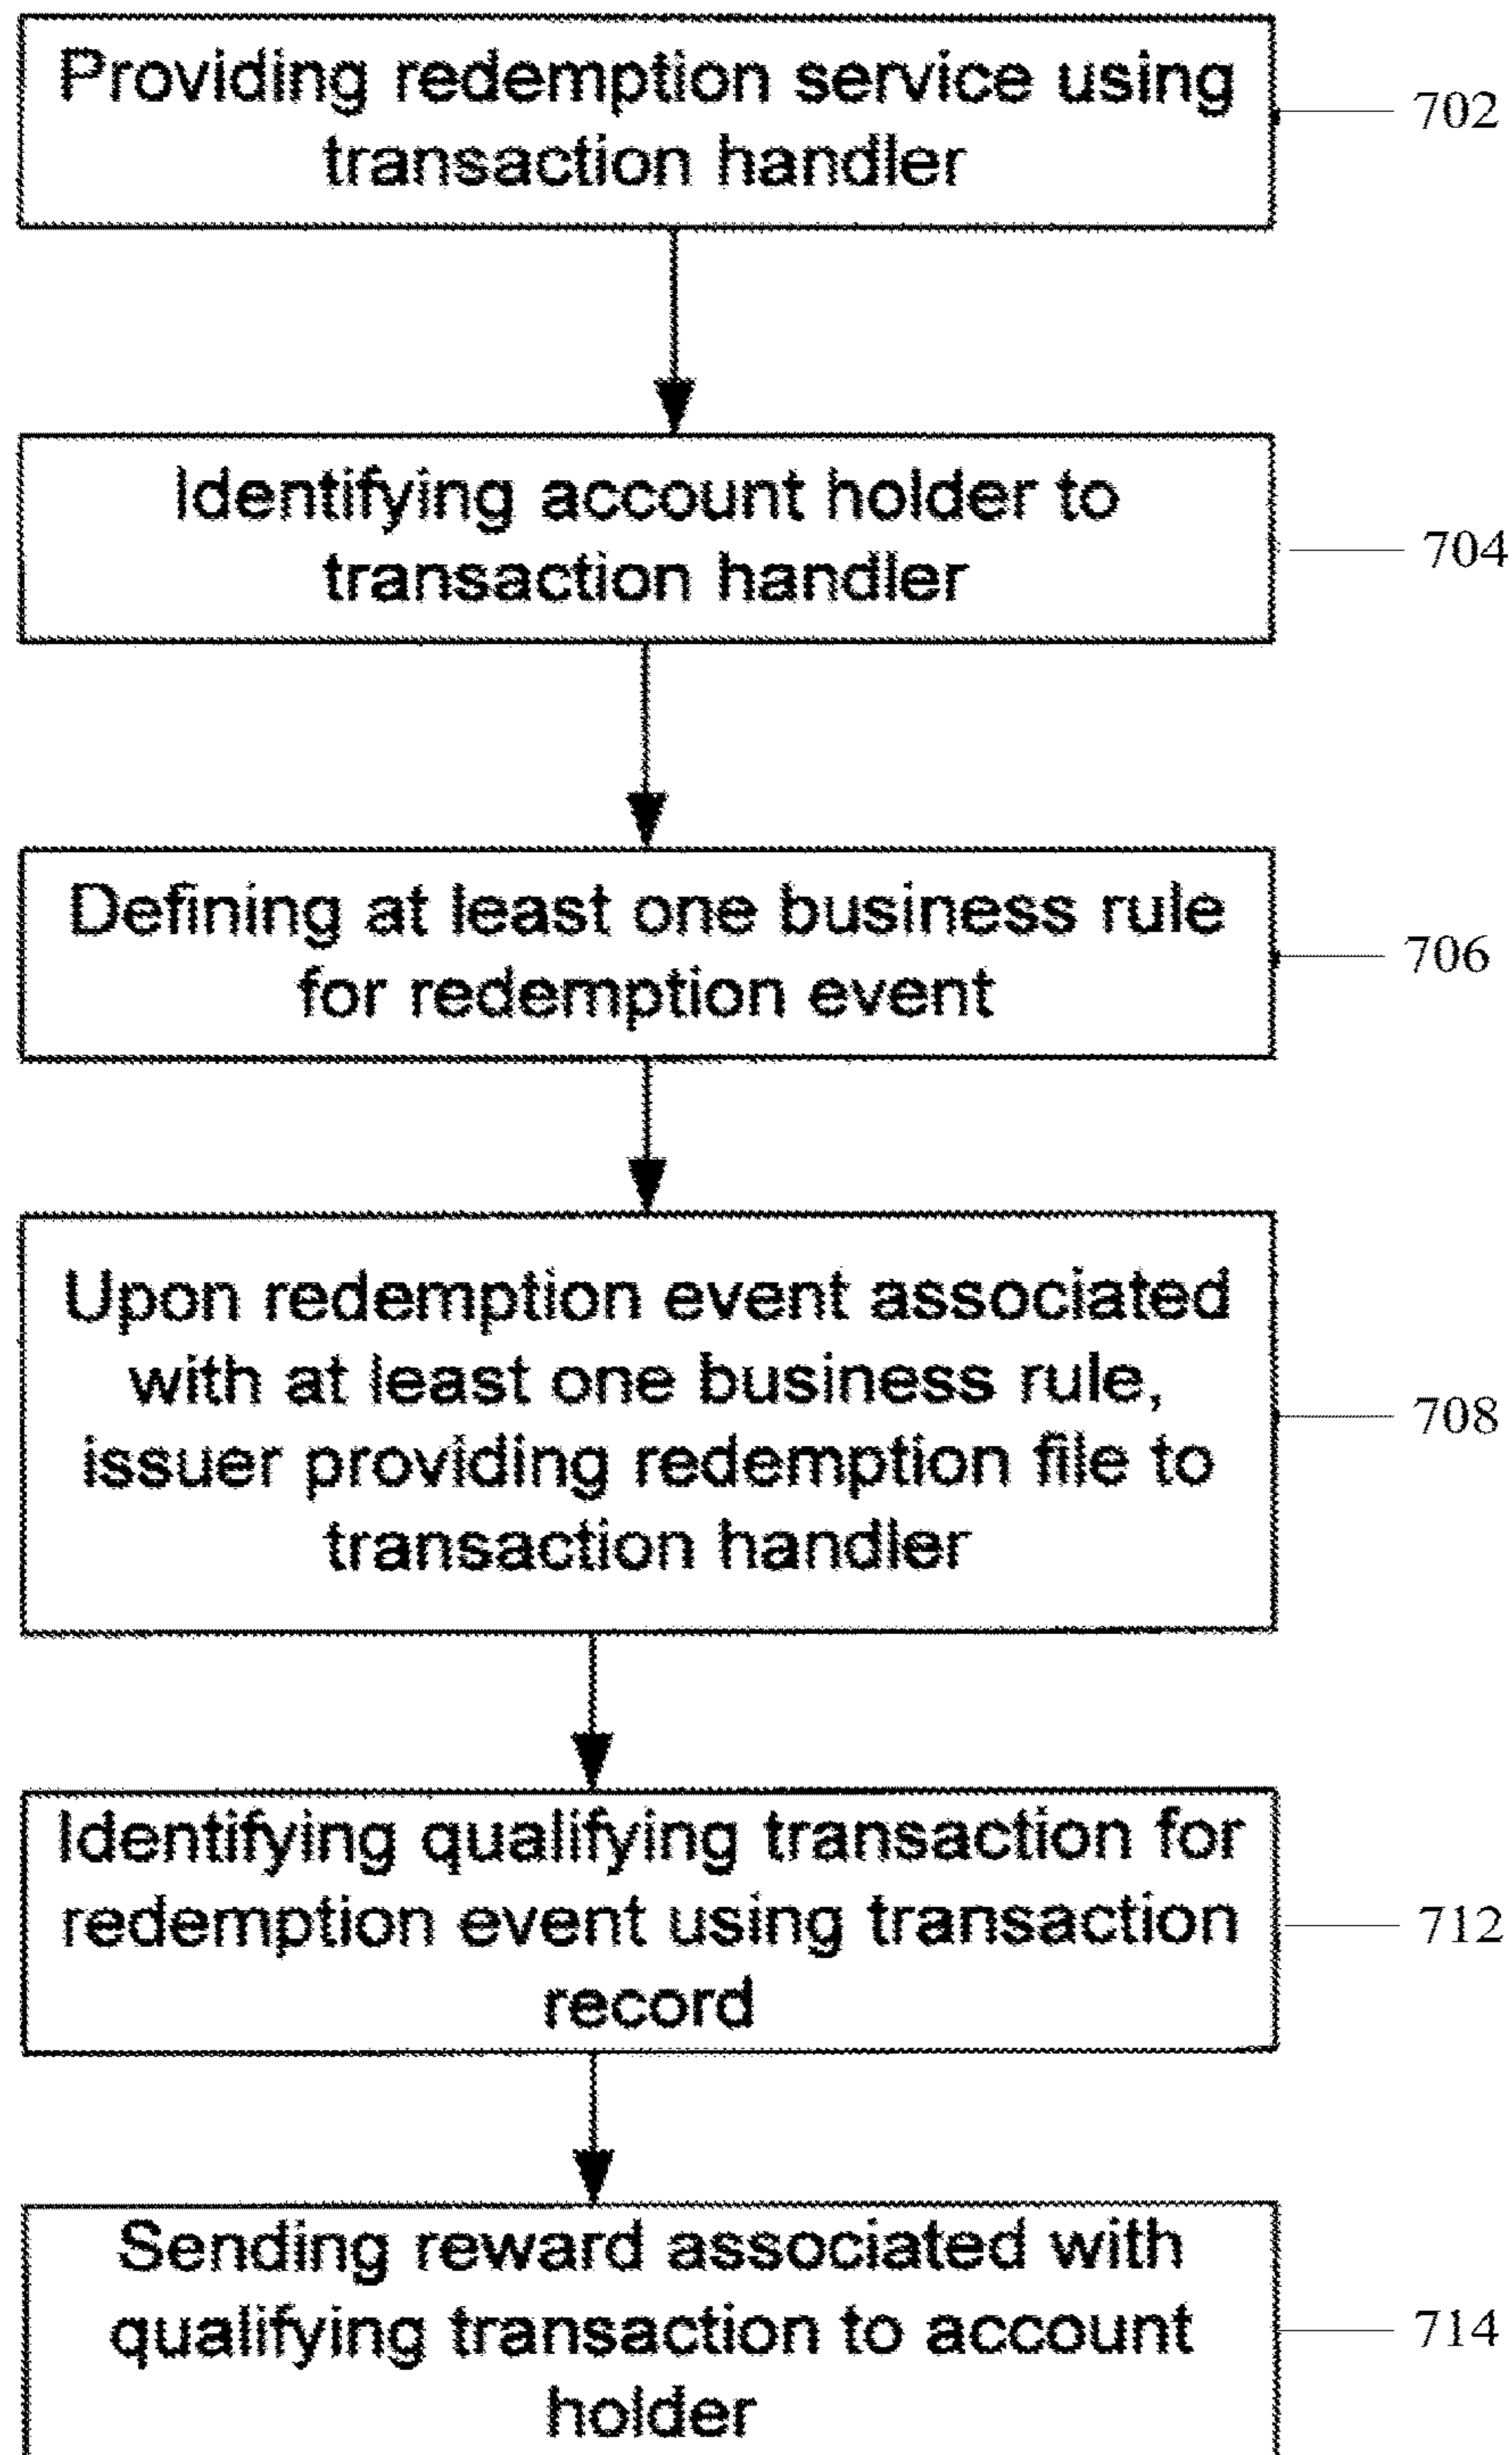 Providing redemption service using
transaction handler
702
Identifying account holder to
transaction handler
704
Defining at least one business rule
for redemption event
706
Upon redemption event associated
with at least one business rule,
issuer providing redemption file to
transaction handler
708
Identifying qualifying transaction for
redemption event using transaction
record
712
Sending reward associated with
qualifying transaction to account
holder
714